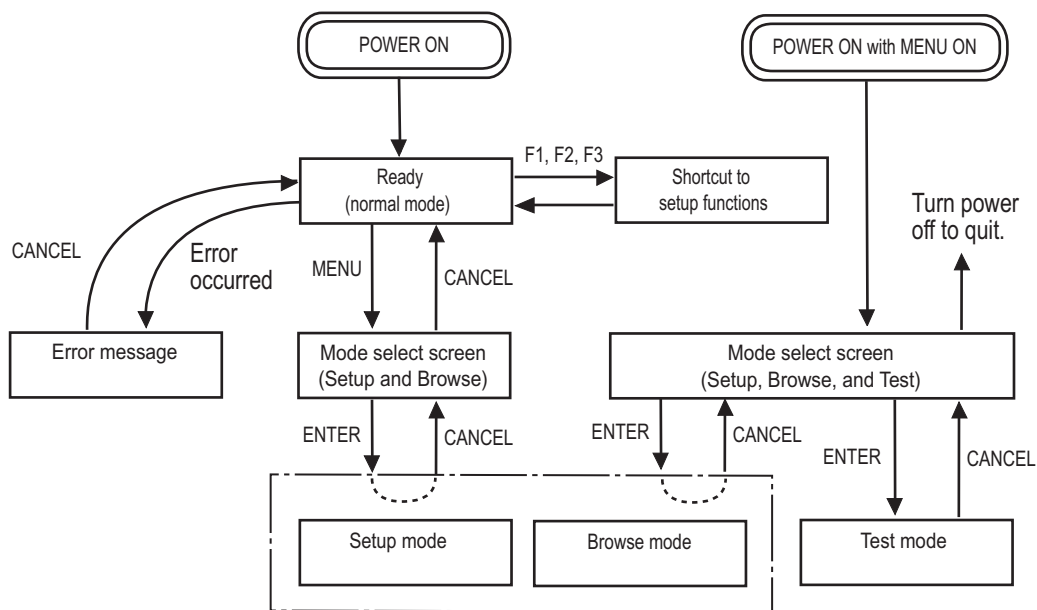 POWER ON
POWER ON with MENU ON
F1, F2, F3
Ready
(normal mode)
Shortcut to
setup functions
Turn power
off to quit.
CANCEL
Error
occurred
MENU
CANCEL
Error message
Mode select screen
(Setup and Browse)
Mode select screen
(Setup, Browse, and Test)
ENTER
CANCEL
ENTER
CANCEL
ENTER
CANCEL
Setup mode
Browse mode
Test mode